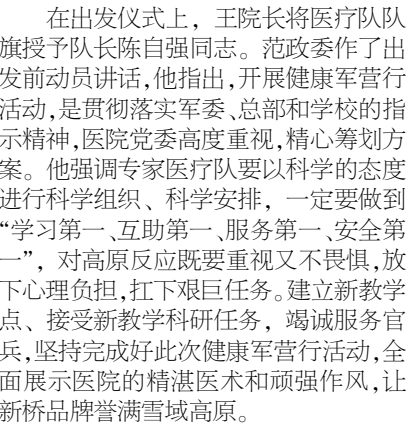 在出发仪式上，王院长将医疗队队
旗授予队长陈自强同志。范政委作了出
发前动员讲话,他指出,开展健康军营行
活动,是贯彻落实军委、总部和学校的指
示精神,医院党委高度重视,精心筹划方
案。他强调专家医疗队要以科学的态度
进行科学组织、科学安排，一定要做到
“学习第一、互助第一、服务第一、安全第
一”，对高原反应既要重视又不畏惧,放
下心理负担,扛下艰巨任务。建立新教学
点、接受新教学科研任务，竭诚服务官
兵,坚持完成好此次健康军营行活动,全
面展示医院的精湛医术和顽强作风,让
新桥品牌誉满雪域高原。